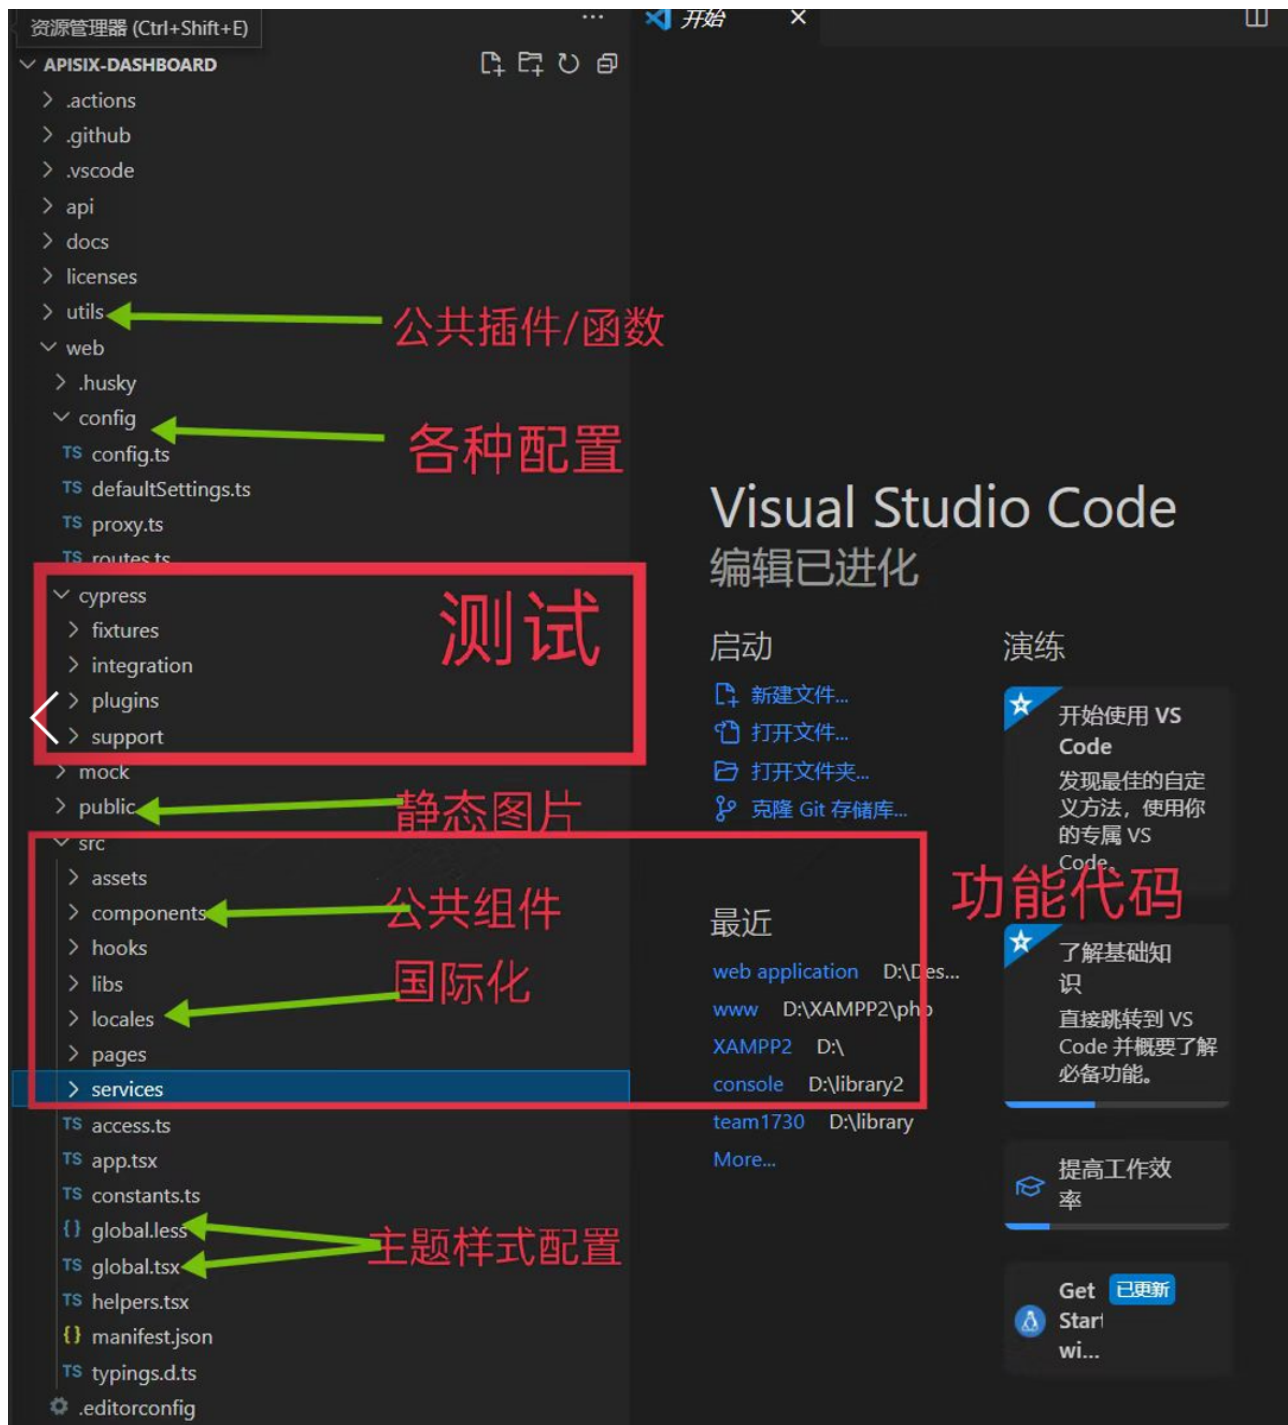 资源管理器 (Ctrl+Shift+E)
APISIX-DASHBOARD
.actions
.github
.vscode
api
docs
licenses
utils
公共插件/函数
web
.husky
config
各种配置
config.ts
defaultSettings.ts
proxy.ts
routes.ts
cypress
测试
fixtures
integration
plugins
support
mock
public
静态图片
src
assets
components
公共组件
hooks
libs
国际化
locales
pages
services
功能代码
access.ts
app.tsx
constants.ts
global.less
global.tsx
主题样式配置
helpers.tsx
manifest.json
typings.d.ts
.editorconfig
开始
Visual Studio Code
编辑已进化
启动
新建文件...
打开文件...
打开文件夹...
克隆 Git 存储库...
最近
web application D:\Des...
www D:\XAMPP2\php
XAMPP2 D:\
console D:\library2
team1730 D:\library
More...
演练
开始使用 VS
Code
发现最佳的自定
义方法，使用你
的专属 VS
Code。
了解基础知
识
直接跳转到 VS
Code 并概要了解
必备功能。
提高工作效
率
Get 已更新
Start
wi...